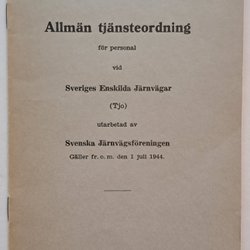 Allmän tjänsteordning
för personal
vid
Sveriges Enskilda Järnvägar
(Tjo)
utarbetad av
Svenska Järnvägsföreningen
Gäller fr. o. m. den 1 juli 1944.